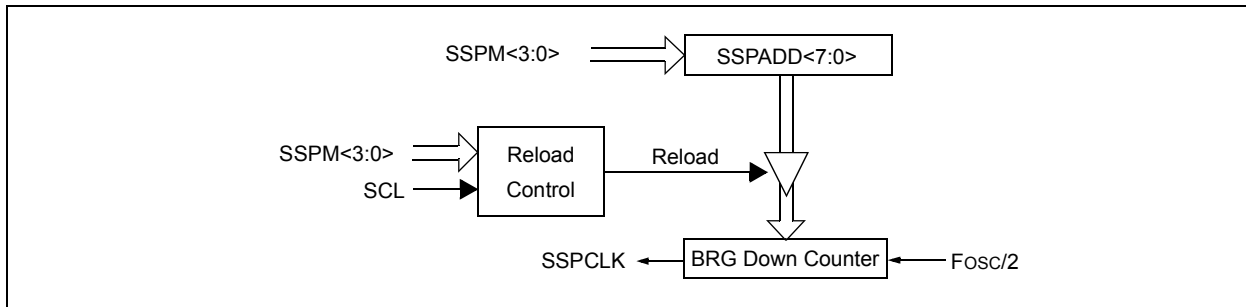 SSPM<3:0>
SSPADD<7:0>
SSPM<3:0>
SCL
Reload
Control
Reload
SSPCLK
BRG Down Counter
FOSC/2